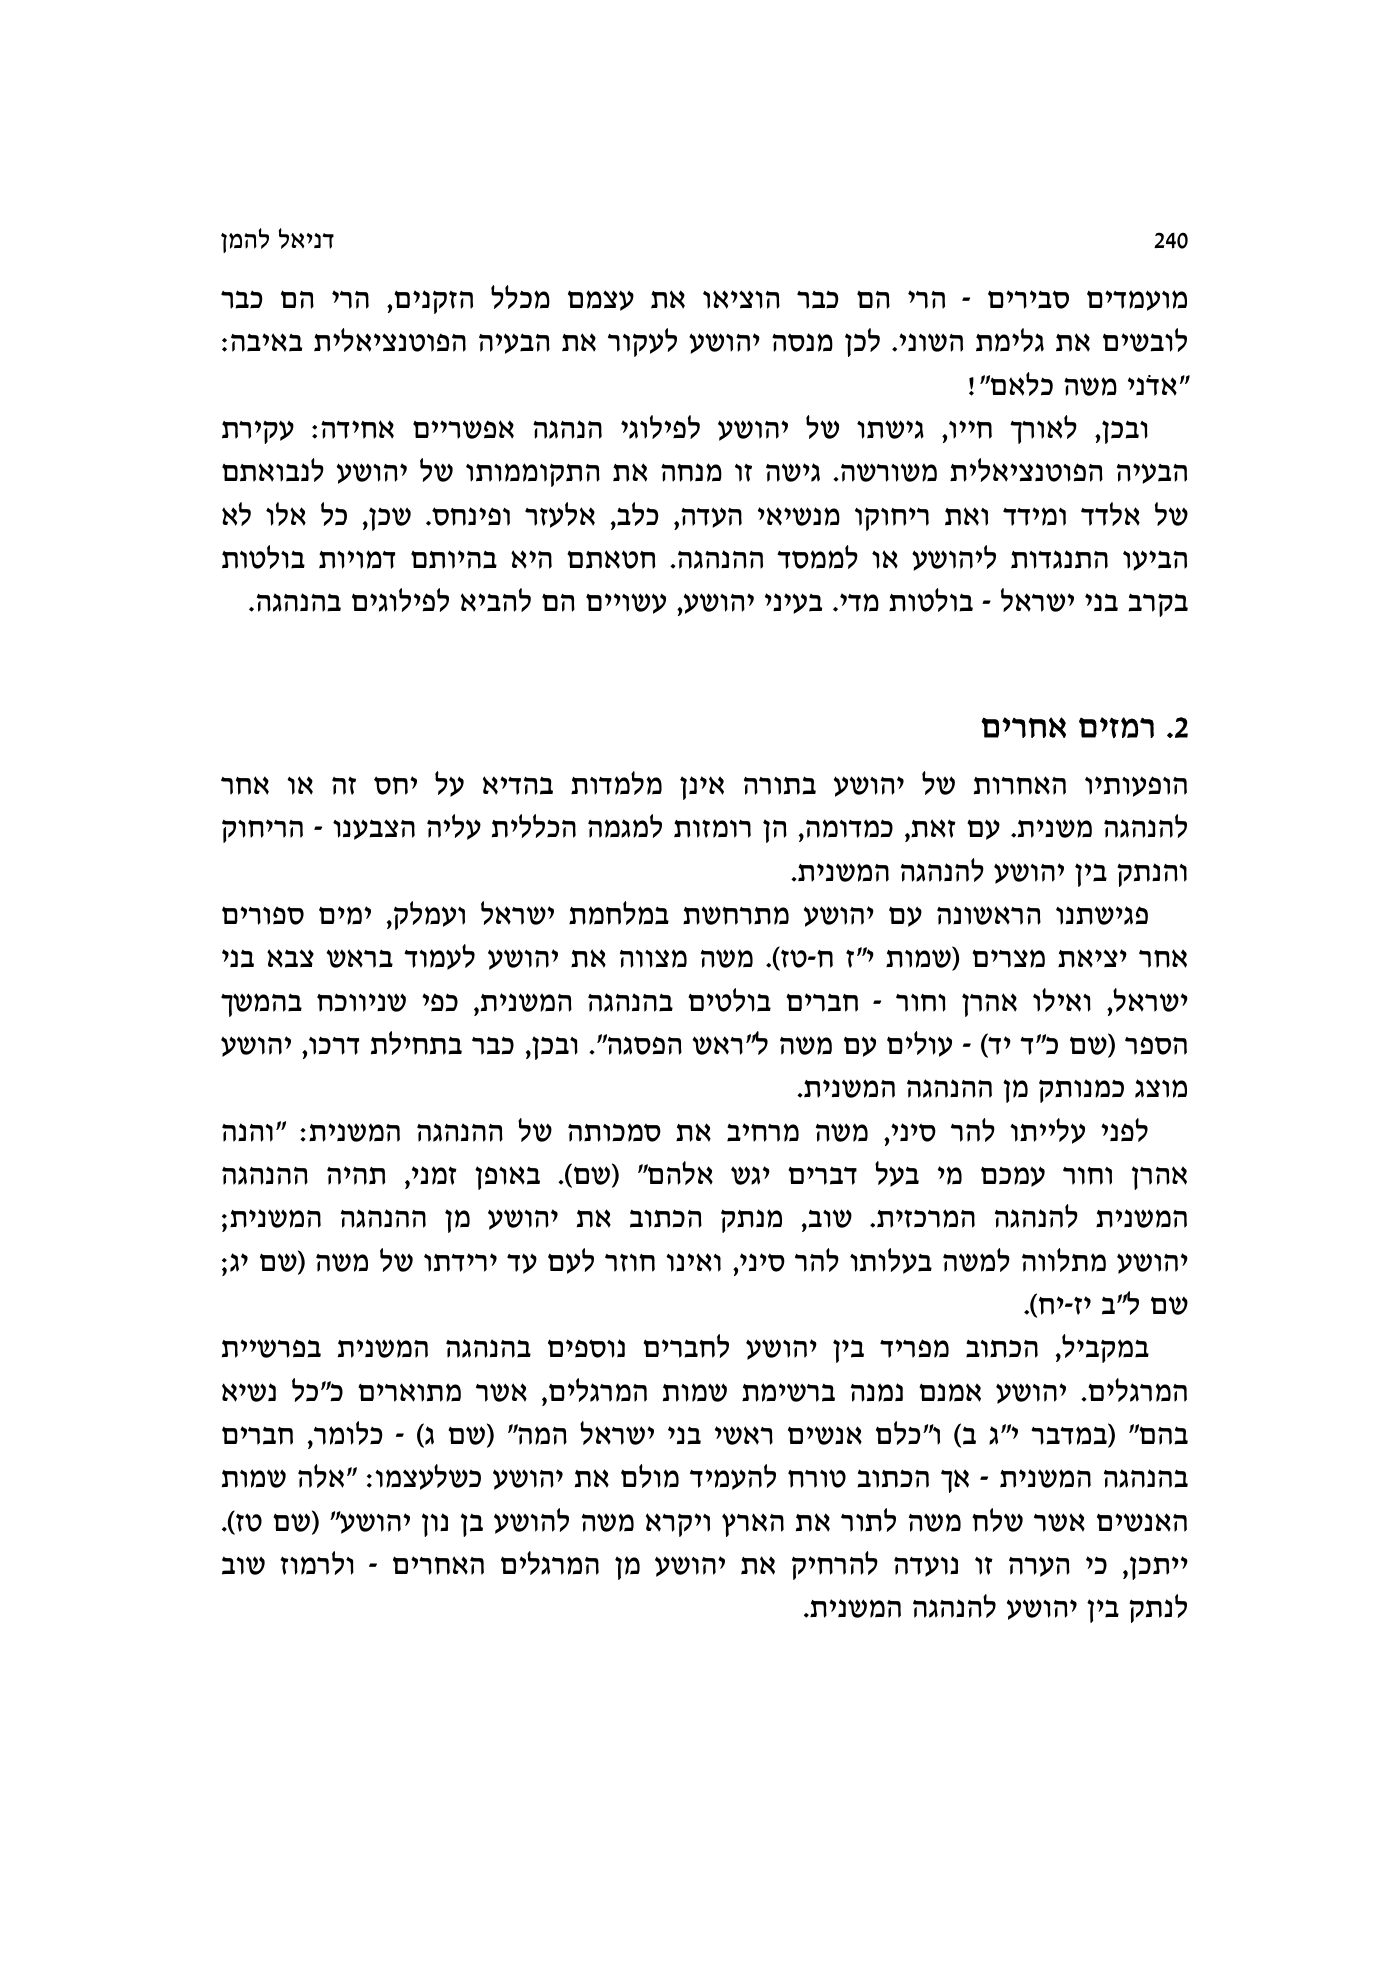 240 דניאל להמן
מועמדים סבירים - הרי הם כבר הוציאו את עצמם מכלל הזקנים, הרי הם כבר
לובשים את גלימת השוני. לכן מנסה יהושע לעקור את הבעיה הפוטנציאלית באיבה:
"אדֹני משה כלאם"!
ובכן, לאורך חייו, גישתו של יהושע לפילוגי הנהגה אפשריים אחידה: עקירת
הבעיה הפוטנציאלית משורשה. גישה זו מנחה את התקוממותו של יהושע לנבואתם
של אלדד ומידד ואת ריחוקו מנשיאי העדה, כלב, אלעזר ופינחס. שכן, כל אלו לא
הביעו התנגדות ליהושע או לממסד ההנהגה. חטאתם היא בהיותם דמויות בולטות
בקרב בני ישראל - בולטות מדי. בעיני יהושע, עשויים הם להביא לפילוגים בהנהגה.
2. רמזים אחרים
הופעותיו האחרות של יהושע בתורה אינן מלמדות בהדיא על יחס זה או אחר
להנהגה משנית. עם זאת, כמדומה, הן רומזות למגמה הכללית עליה הצבענו - הריחוק
והנתק בין יהושע להנהגה המשנית.
פגישתנו הראשונה עם יהושע מתרחשת במלחמת ישראל ועמלק, ימים ספורים
אחר יציאת מצרים (שמות י"ז ח-טז). משה מצווה את יהושע לעמוד בראש צבא בני
ישראל, ואילו אהרן וחור - חברים בולטים בהנהגה המשנית, כפי שניווכח בהמשך
הספר (שם כ"ד יד) - עולים עם משה ל"ראש הפסגה". ובכן, כבר בתחילת דרכו, יהושע
מוצג כמנותק מן ההנהגה המשנית.
לפני עלייתו להר סיני, משה מרחיב את סמכותה של ההנהגה המשנית: "והנה
אהרן וחור עמכם מי בעל דברים יגש אלהם" (שם). באופן זמני, תהיה ההנהגה
המשנית להנהגה המרכזית. שוב, מנתק הכתוב את יהושע מן ההנהגה המשנית;
יהושע מתלווה למשה בעלותו להר סיני, ואינו חוזר לעם עד ירידתו של משה (שם יג;
שם ל"ב יז-יח).
במקביל, הכתוב מפריד בין יהושע לחברים נוספים בהנהגה המשנית בפרשיית
המרגלים. יהושע אמנם נמנה ברשימת שמות המרגלים, אשר מתוארים כ"כל נשיא
בהם" (במדבר י"ג ב) ו"כלם אנשים ראשי בני ישראל המה" (שם ג) - כלומר, חברים
בהנהגה המשנית - אך הכתוב טורח להעמיד מולם את יהושע כשלעצמו: "אלה שמות
האנשים אשר שלח משה לתור את הארץ ויקרא משה להושע בן נון יהושע" (שם טז).
ייתכן, כי הערה זו נועדה להרחיק את יהושע מן המרגלים האחרים - ולרמוז שוב
לנתק בין יהושע להנהגה המשנית.